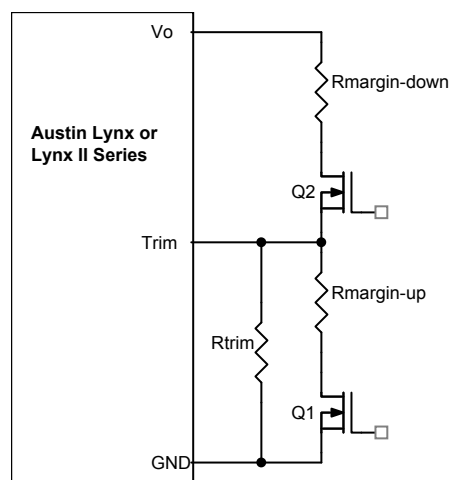 Vo
Rmargin-down
Austin Lynx or
Lynx II Series
Q2
Trim
Rmargin-up
Rtrim
Q1
GND